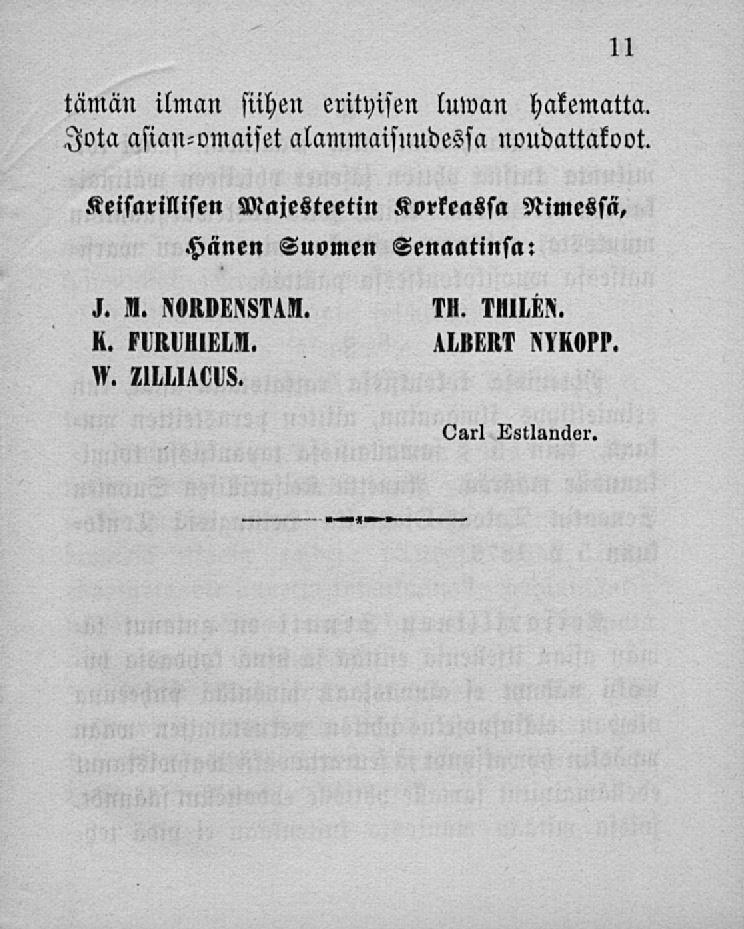 11
tämän ilman siihen erityisen luwan hakematta.
Jota asian-omaiset alammaisuudessa noudattakoot.
Keisarillisen Majesteetin Korkeassa Nimessä,
Hänen Suomen Senaatinsa:
J. M. NORDENSTAM. TH. THILÉN.
K. FURUHIELM. ALBERT NYKOPP.
W. ZILLIACUS.
Carl Estlander.